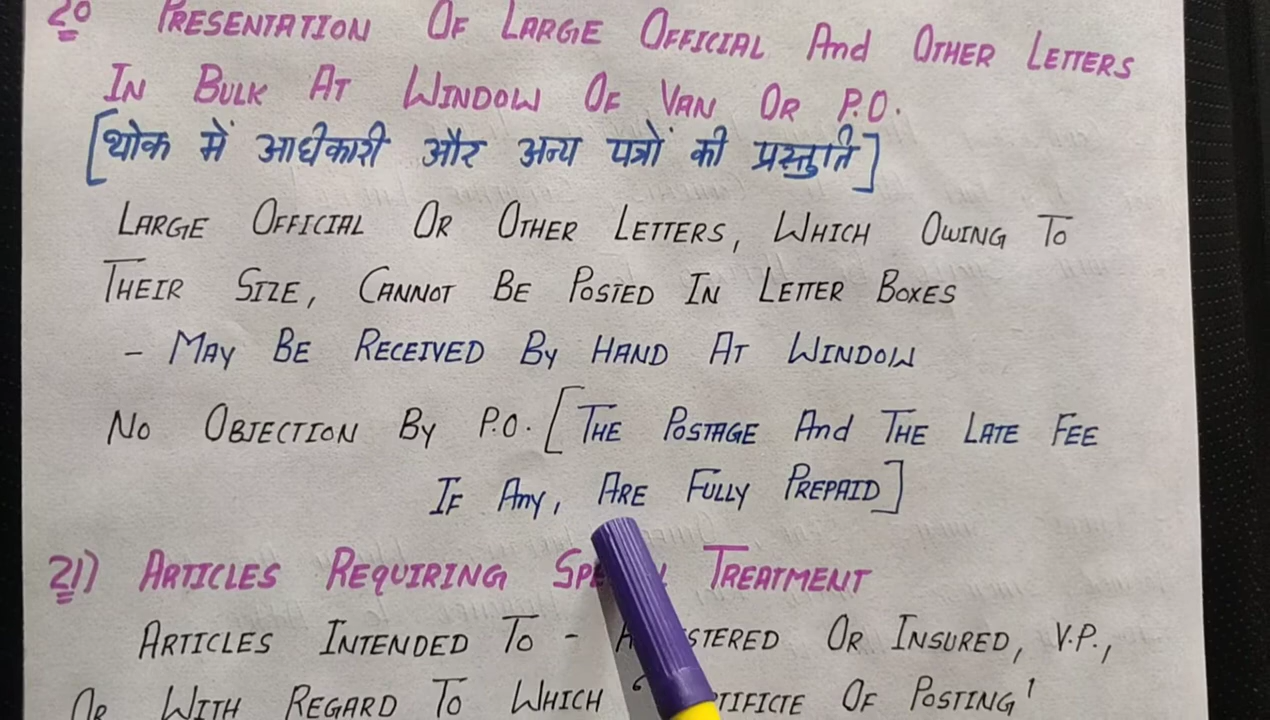 20 PRESENTATION OF LARGE OFFICIAL And OTHER LETTERS
IN BULK AT WINDOW OF VAN OR P.O.
[थोक में आधीकारी और अन्य पत्रों की प्रस्तुति]
LARGE OFFICIAL OR OTHER LETTERS, WHICH OWING TO
THEIR SIZE, CANNOT BE POSTED IN LETTER BOXES
- MAY BE RECEIVED By HAND AT WINDOW
NO OBJECTION By P.O. [THE POSTAGE And THE LATE FEE
IF Any, ARE FULLY PREPAID]
21) ARTICLES REQUIRING TREATMENT
ARTICLES INTENDED TO - OR INSURED, V.P.,
OR WITH REGARD TO WHICH OF POSTING'